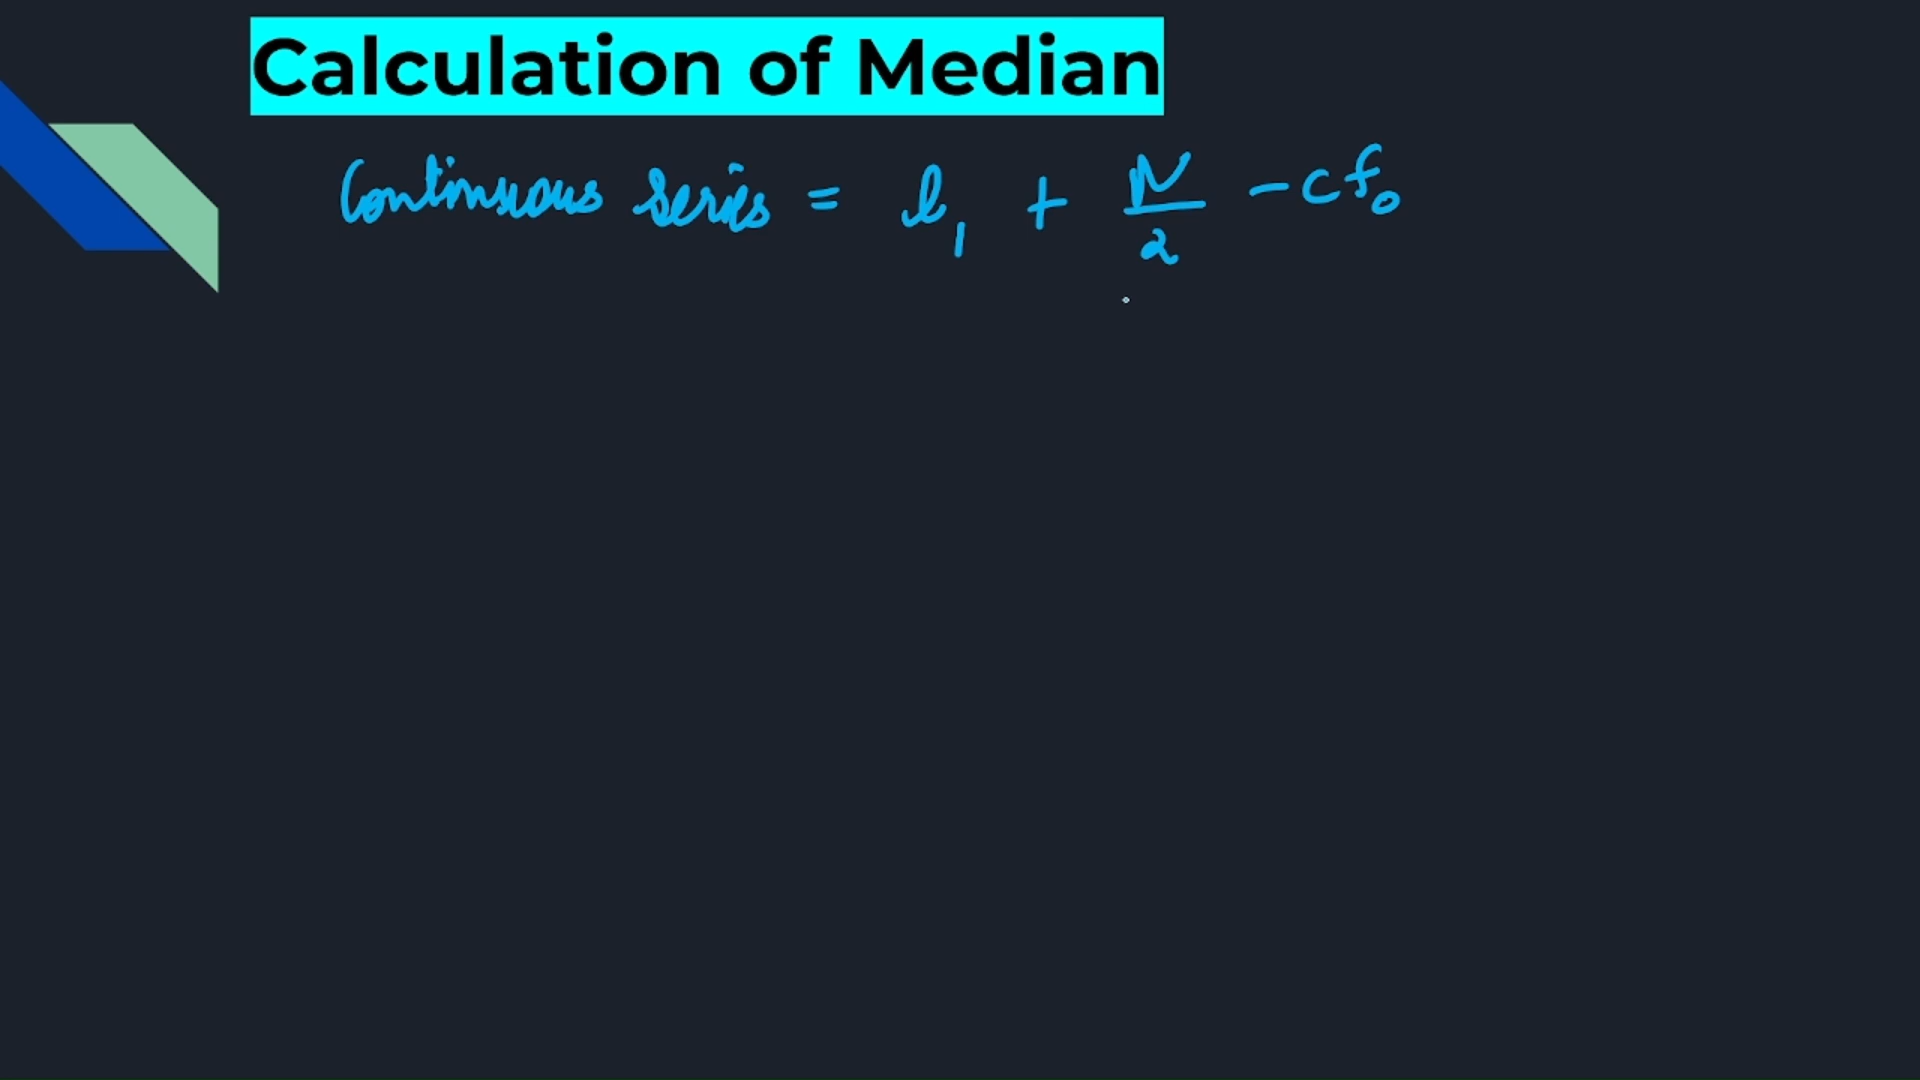 Calculation of Median
Continuous Series = l₁ + N/2 - cf₀